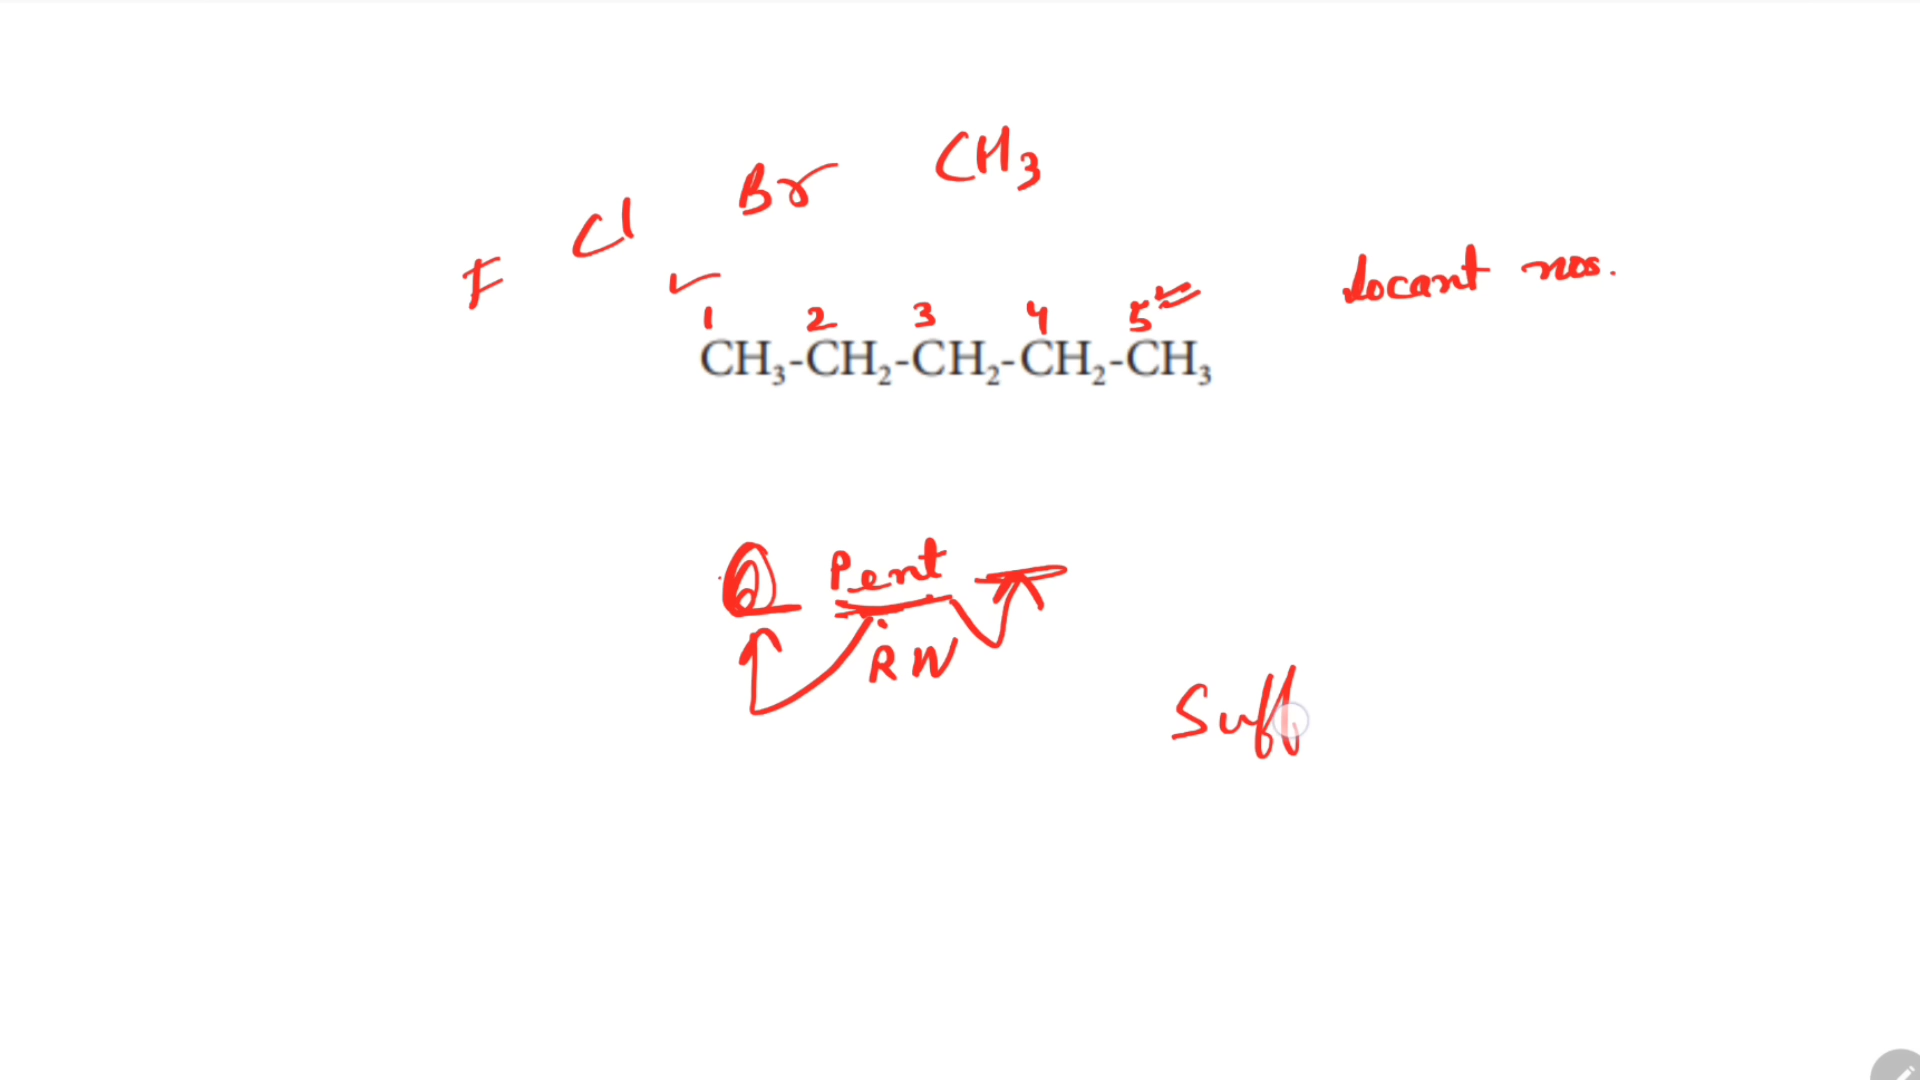 CH3
Br
Cl
F
locant nos.
1 2 3 4 5
CH₃-CH₂-CH₂-CH₂-CH₃
Pent
RW
Suff